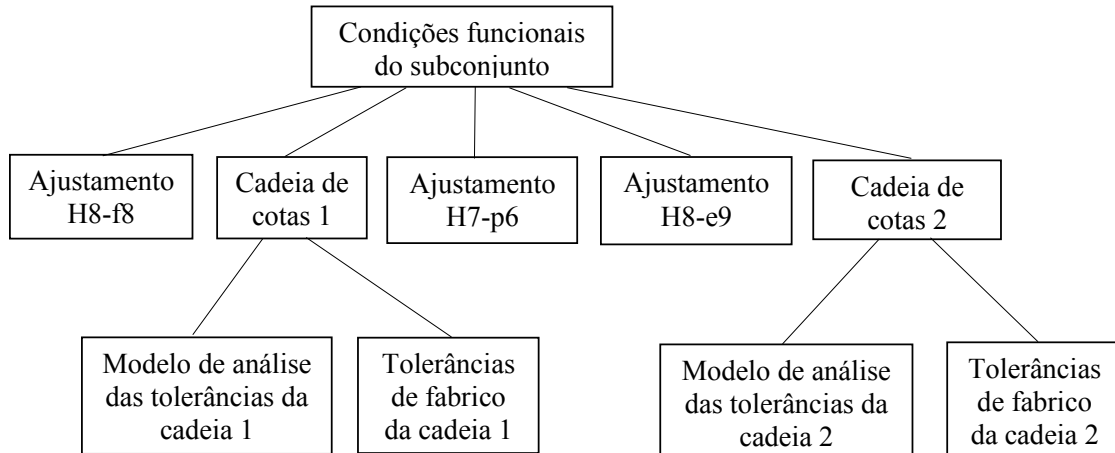 Condições funcionais
do subconjunto
Ajustamento
H8-f8
Cadeia de
cotas 1
Ajustamento
H7-p6
Ajustamento
H8-e9
Cadeia de
cotas 2
Modelo de análise
das tolerâncias da
cadeia 1
Tolerâncias
de fabrico
da cadeia 1
Modelo de análise
das tolerâncias da
cadeia 2
Tolerâncias
de fabrico
da cadeia 2